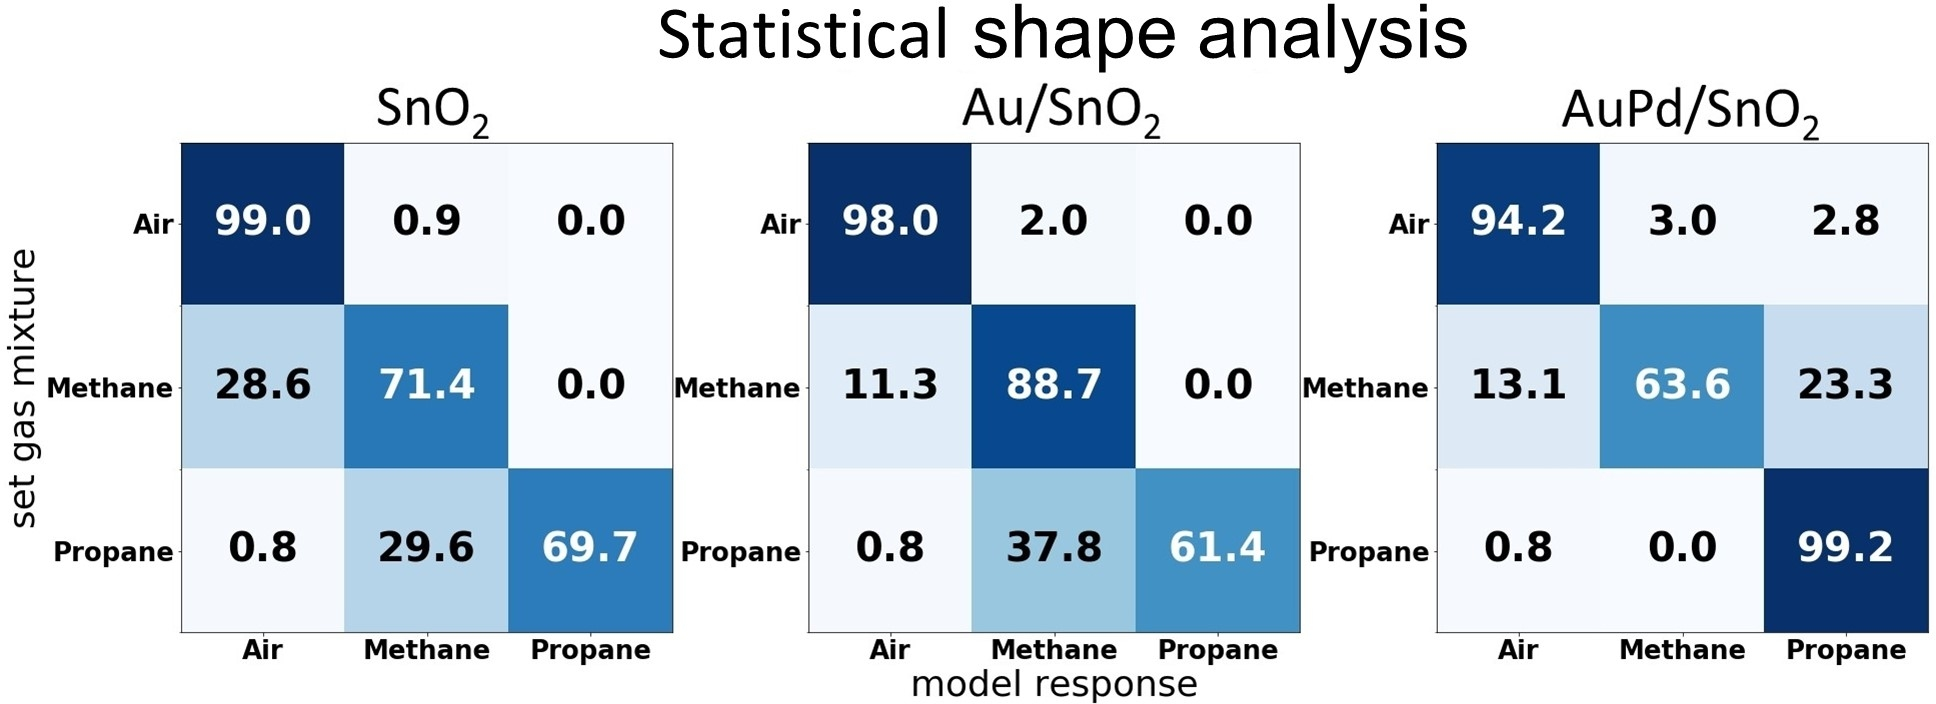 Statistical shape analysis
SnO₂ Au/SnO₂ AuPd/SnO₂
set gas mixture
Air 99.0 0.9 0.0 Air 98.0 2.0 0.0 Air 94.2 3.0 2.8
Methane 28.6 71.4 0.0 Methane 11.3 88.7 0.0 Methane 13.1 63.6 23.3
Propane 0.8 29.6 69.7 Propane 0.8 37.8 61.4 Propane 0.8 0.0 99.2
Air Methane Propane Air Methane Propane Air Methane Propane
model response